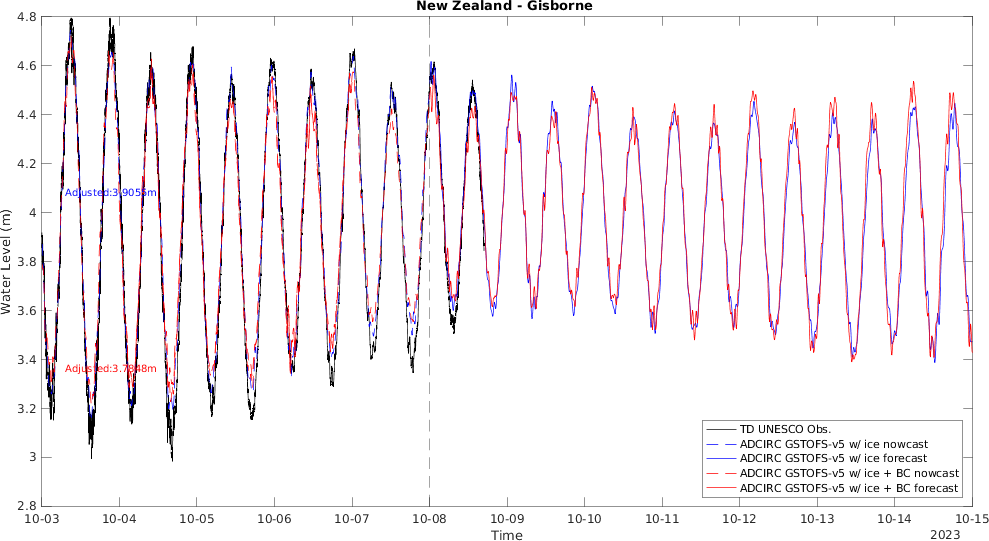 New Zealand - Gisborne
4.8
4.6
4.4
4.2
4
3.8
3.6
3.4
3.2
3
2.8
Water Level (m)
Adjusted:3.9055m
Adjusted:3.7848m
TD UNESCO Obs.
ADCIRC GSTOFS-v5 w/ ice nowcast
ADCIRC GSTOFS-v5 w/ ice forecast
ADCIRC GSTOFS-v5 w/ ice + BC nowcast
ADCIRC GSTOFS-v5 w/ ice + BC forecast
10-03 10-04 10-05 10-06 10-07 10-08 10-09 10-10 10-11 10-12 10-13 10-14 10-15
Time
2023